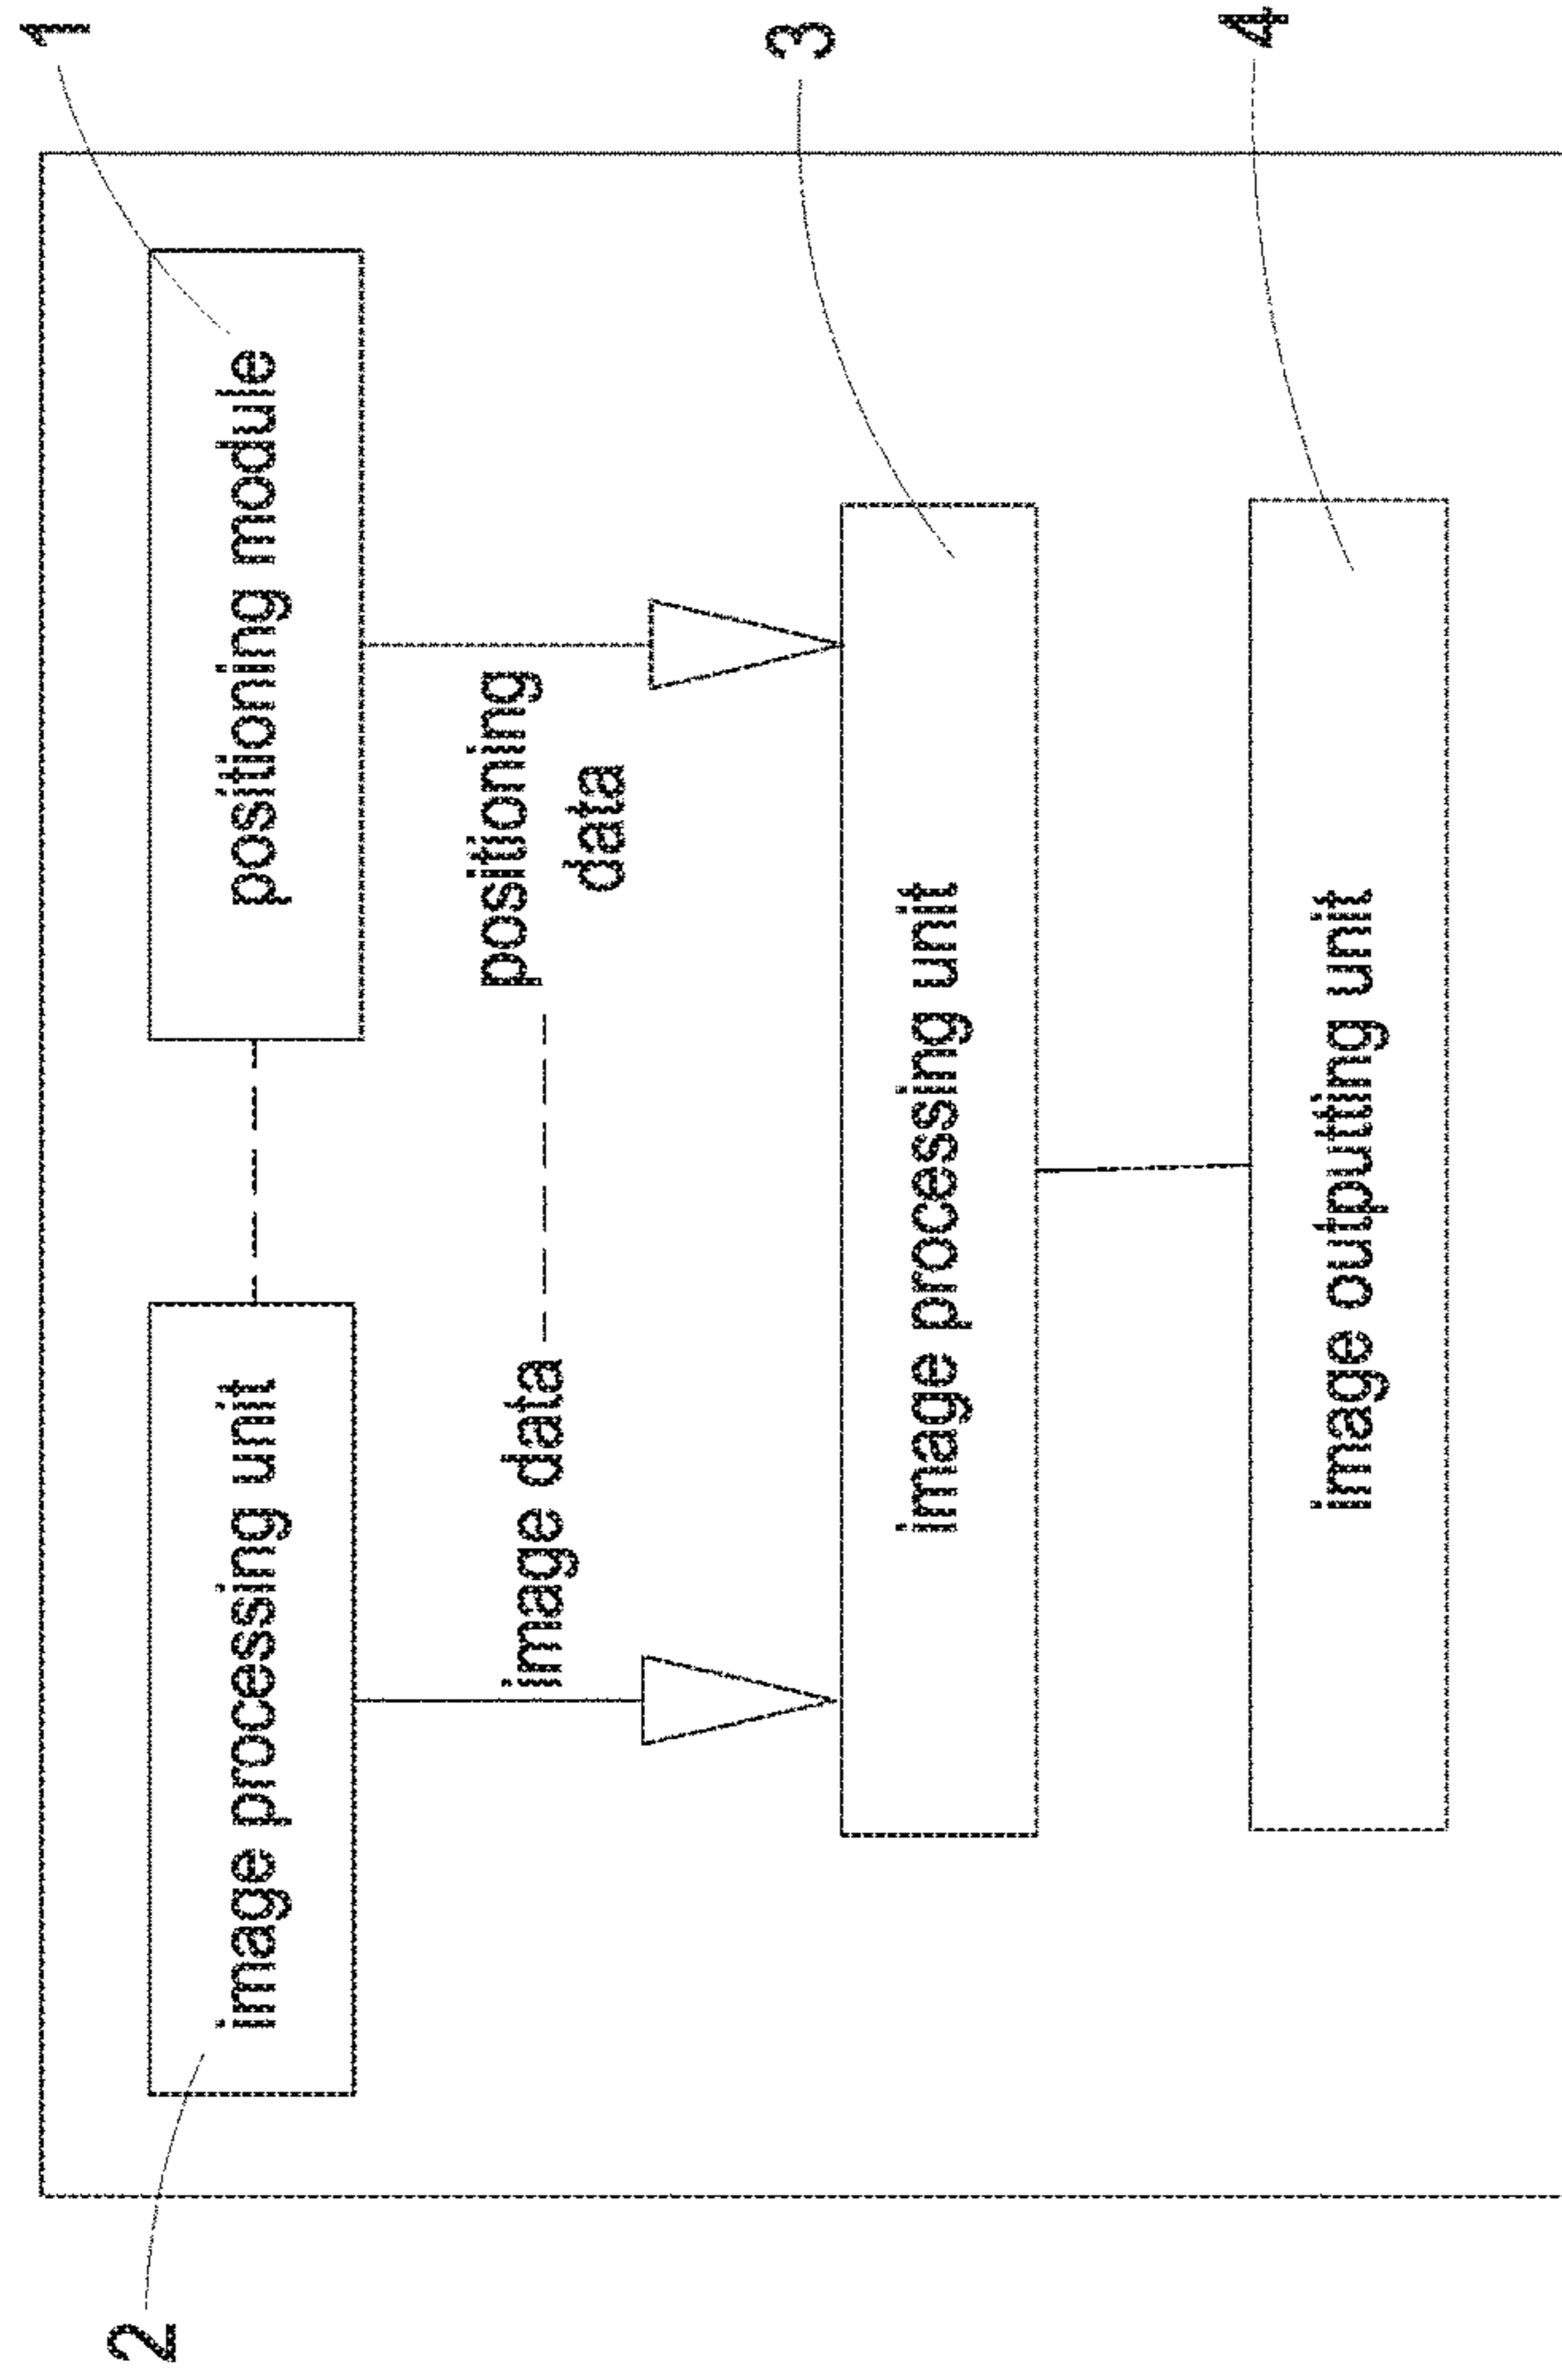 2
1
image processing unit
positioning module
image data
positioning
data
3
image processing unit
4
image outputting unit